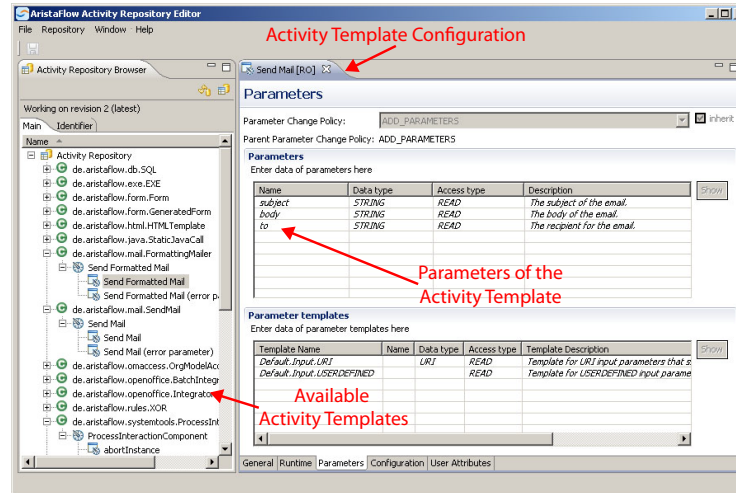 AristaFlow Activity Repository Editor
File Repository Window Help
Activity Template Configuration
Activity Repository Browser
Send Mail [RO]
Working on revision 2 (latest)
Main Identifier
Name
Activity Repository
de.aristaflow.db.SQL
de.aristaflow.exe.EXE
de.aristaflow.form.Form
de.aristaflow.form.GeneratedForm
de.aristaflow.html.HTMLTemplate
de.aristaflow.java.StaticJavaCall
de.aristaflow.mail.FormattingMailer
Send Formatted Mail
Send Formatted Mail
Send Formatted Mail (error p
de.aristaflow.mail.SendMail
Send Mail
Send Mail
Send Mail (error parameter)
de.aristaflow.omaccess.OrgModelAcc
de.aristaflow.openoffice.BatchIntegr
de.aristaflow.openoffice.Integrator
de.aristaflow.rules.XOR
de.aristaflow.systemtools.ProcessInt
ProcessInteractionComponent
abortInstance
Available
Activity Templates
Parameters
Parameter Change Policy: ADD_PARAMETERS inherit
Parent Parameter Change Policy: ADD_PARAMETERS
Parameters
Enter data of parameters here
Name Data type Access type Description Show
subject STRING READ The subject of the email.
body STRING READ The body of the email.
to STRING READ The recipient for the email.
Parameters of the
Activity Template
Parameter templates
Enter data of parameter templates here
Template Name Name Data type Access type Template Description Show
Default.Input.URI URI READ Template for URI input parameters that s
Default.Input.USERDEFINED READ Template for USERDEFINED input parame
General Runtime Parameters Configuration User Attributes